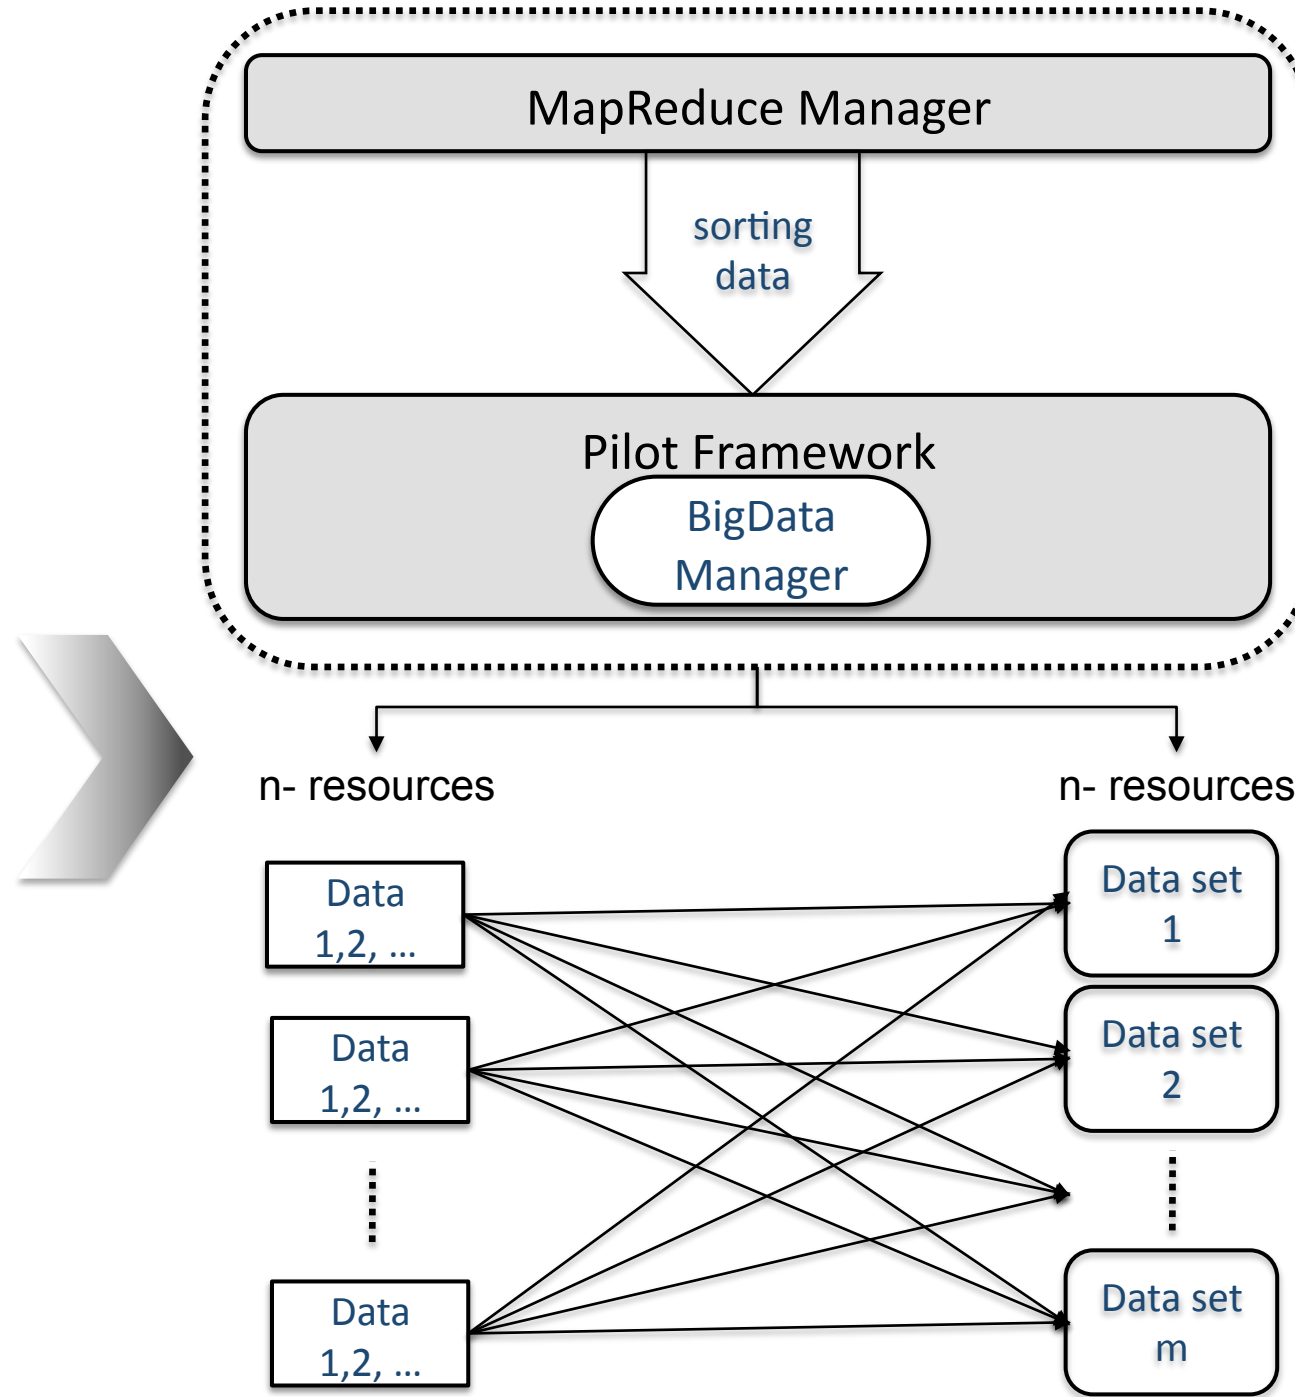 MapReduce Manager
sorting
data
Pilot Framework
BigData
Manager
n- resources
n- resources
Data
1,2, ...
Data set
1
Data
1,2, ...
Data set
2
Data
1,2, ...
Data set
m